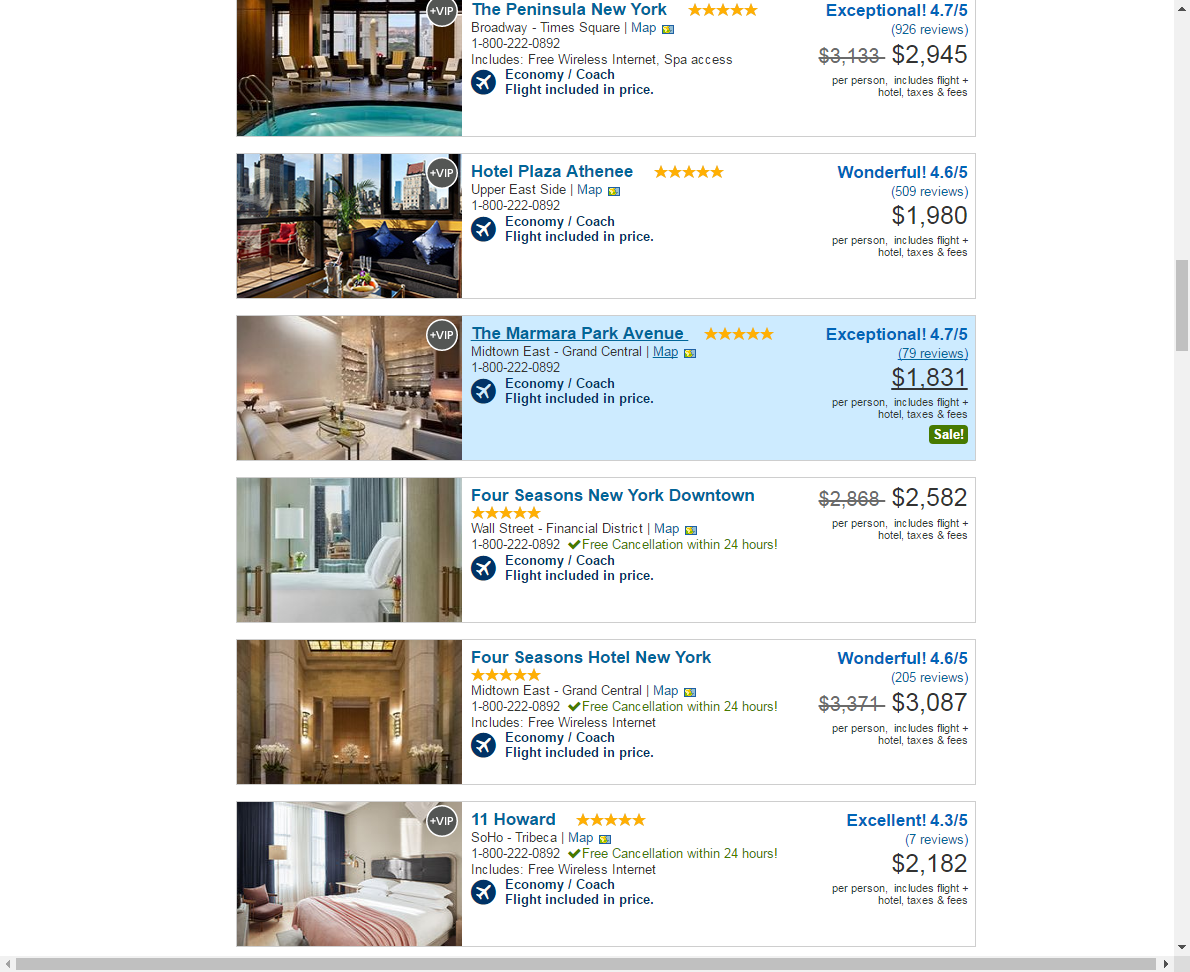 +VIP
The Peninsula New York
Exceptional! 4.7/5
Broadway - Times Square | Map
(926 reviews)
1-800-222-0892
$3,133 $2,945
Includes: Free Wireless Internet, Spa access
Economy / Coach
Flight included in price.
per person, includes flight +
hotel, taxes & fees
+VIP
Hotel Plaza Athenee
Wonderful! 4.6/5
Upper East Side | Map
(509 reviews)
1-800-222-0892
$1,980
Economy / Coach
Flight included in price.
per person, includes flight +
hotel, taxes & fees
+VIP
The Marmara Park Avenue
Exceptional! 4.7/5
Midtown East - Grand Central | Map
(79 reviews)
1-800-222-0892
$1,831
Economy / Coach
Flight included in price.
per person, includes flight +
hotel, taxes & fees
Sale!
Four Seasons New York Downtown
$2,868 $2,582
Wall Street - Financial District | Map
per person, includes flight +
hotel, taxes & fees
1-800-222-0892 Free Cancellation within 24 hours!
Economy / Coach
Flight included in price.
Four Seasons Hotel New York
Wonderful! 4.6/5
(205 reviews)
Midtown East - Grand Central | Map
$3,371 $3,087
1-800-222-0892 Free Cancellation within 24 hours!
Includes: Free Wireless Internet
per person, includes flight +
hotel, taxes & fees
Economy / Coach
Flight included in price.
+VIP
11 Howard
Excellent! 4.3/5
SoHo - Tribeca | Map
(7 reviews)
1-800-222-0892 Free Cancellation within 24 hours!
$2,182
Includes: Free Wireless Internet
Economy / Coach
Flight included in price.
per person, includes flight +
hotel, taxes & fees